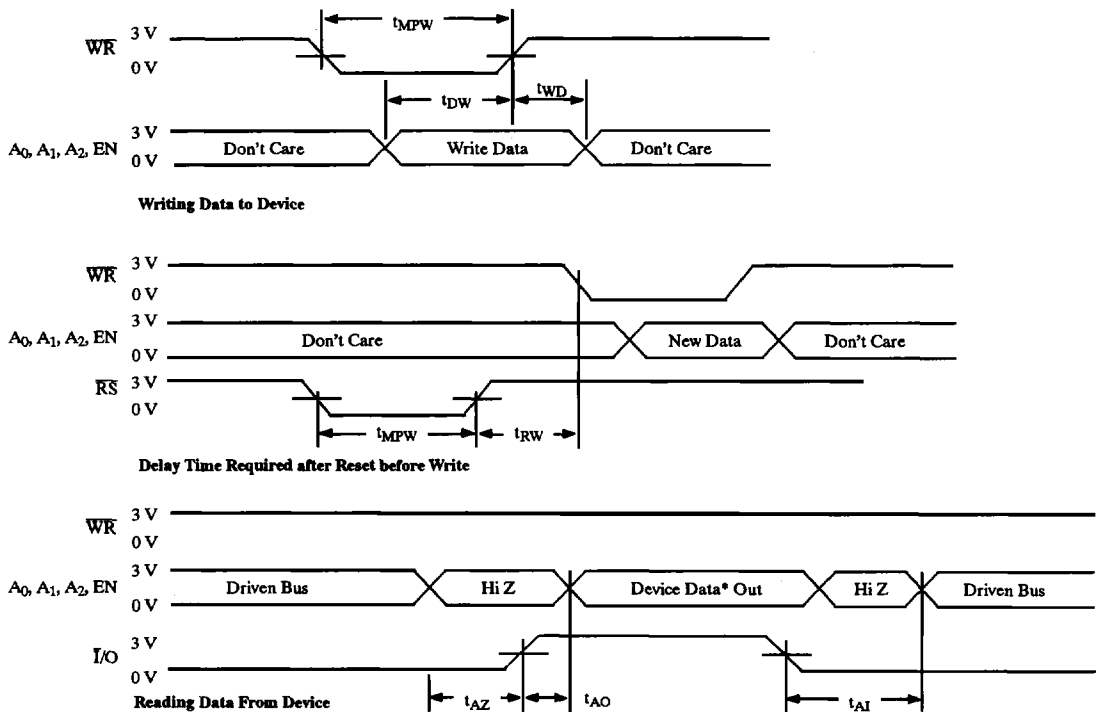 tMPW
WR 3 V
0 V
tDW tWD
A0, A1, A2, EN 3 V
0 V
Don't Care Write Data Don't Care
Writing Data to Device
WR 3 V
0 V
A0, A1, A2, EN 3 V
0 V
Don't Care New Data Don't Care
RS 3 V
0 V
tMPW tRW
Delay Time Required after Reset before Write
WR 3 V
0 V
A0, A1, A2, EN 3 V
0 V
Driven Bus Hi Z Device Data* Out Hi Z Driven Bus
I/O 3 V
0 V
tAZ tAO tAI
Reading Data From Device